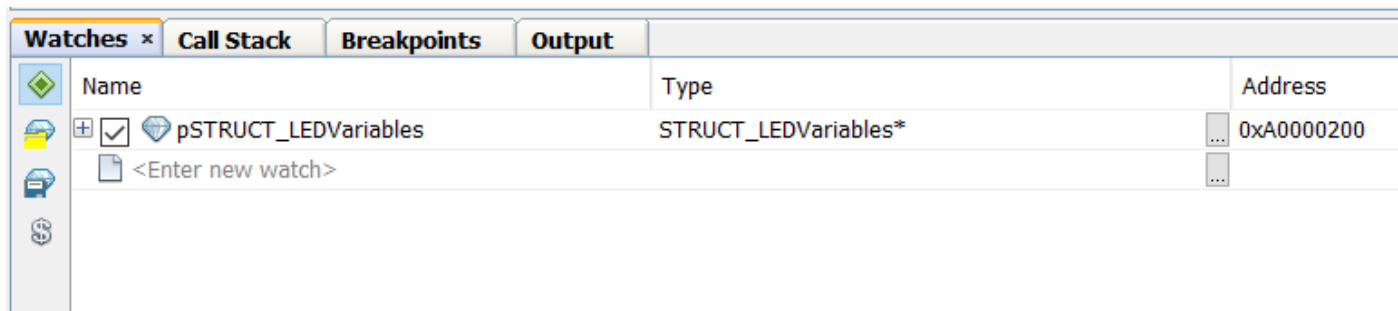 Watches × Call Stack Breakpoints Output
Name Type Address
pSTRUCT_LEDVariables STRUCT_LEDVariables* ... 0xA0000200
<Enter new watch> ...